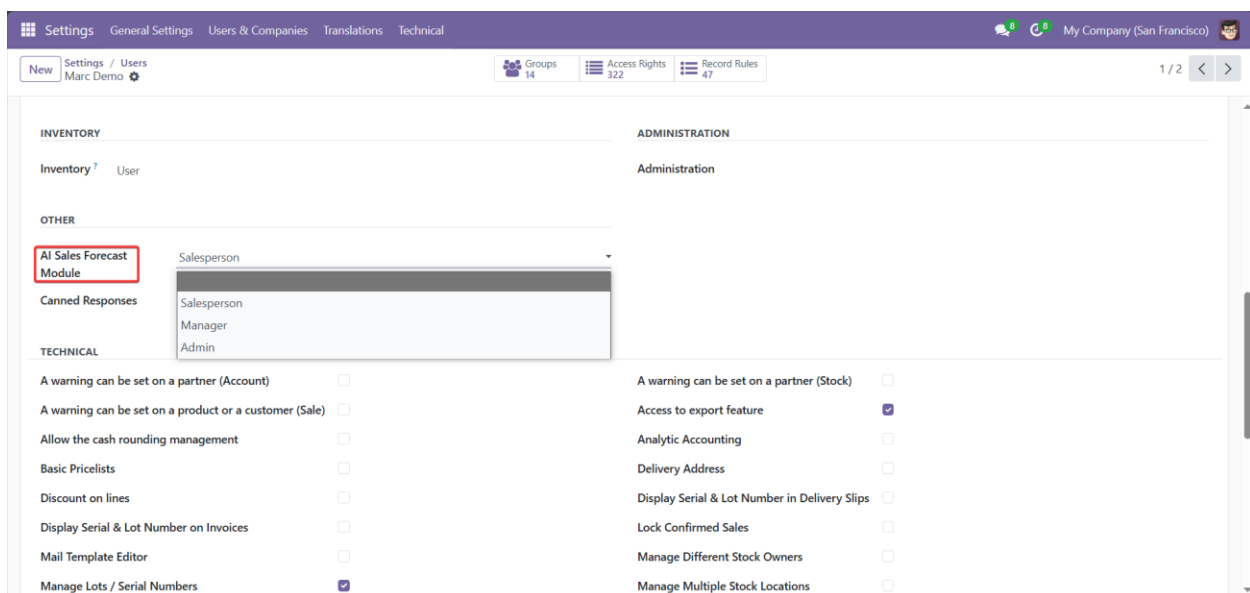 Settings General Settings Users & Companies Translations Technical 8 8 My Company (San Francisco)
New Settings / Users Groups Access Rights Record Rules 1 / 2
Marc Demo 14 322 47
INVENTORY ADMINISTRATION
Inventory ? User Administration
OTHER
AI Sales Forecast Module Salesperson
Salesperson
Canned Responses
Manager
Admin
TECHNICAL
A warning can be set on a partner (Account) A warning can be set on a partner (Stock)
A warning can be set on a product or a customer (Sale) Access to export feature
Allow the cash rounding management Analytic Accounting
Basic Pricelists Delivery Address
Discount on lines Display Serial & Lot Number in Delivery Slips
Display Serial & Lot Number on Invoices Lock Confirmed Sales
Mail Template Editor Manage Different Stock Owners
Manage Lots / Serial Numbers Manage Multiple Stock Locations